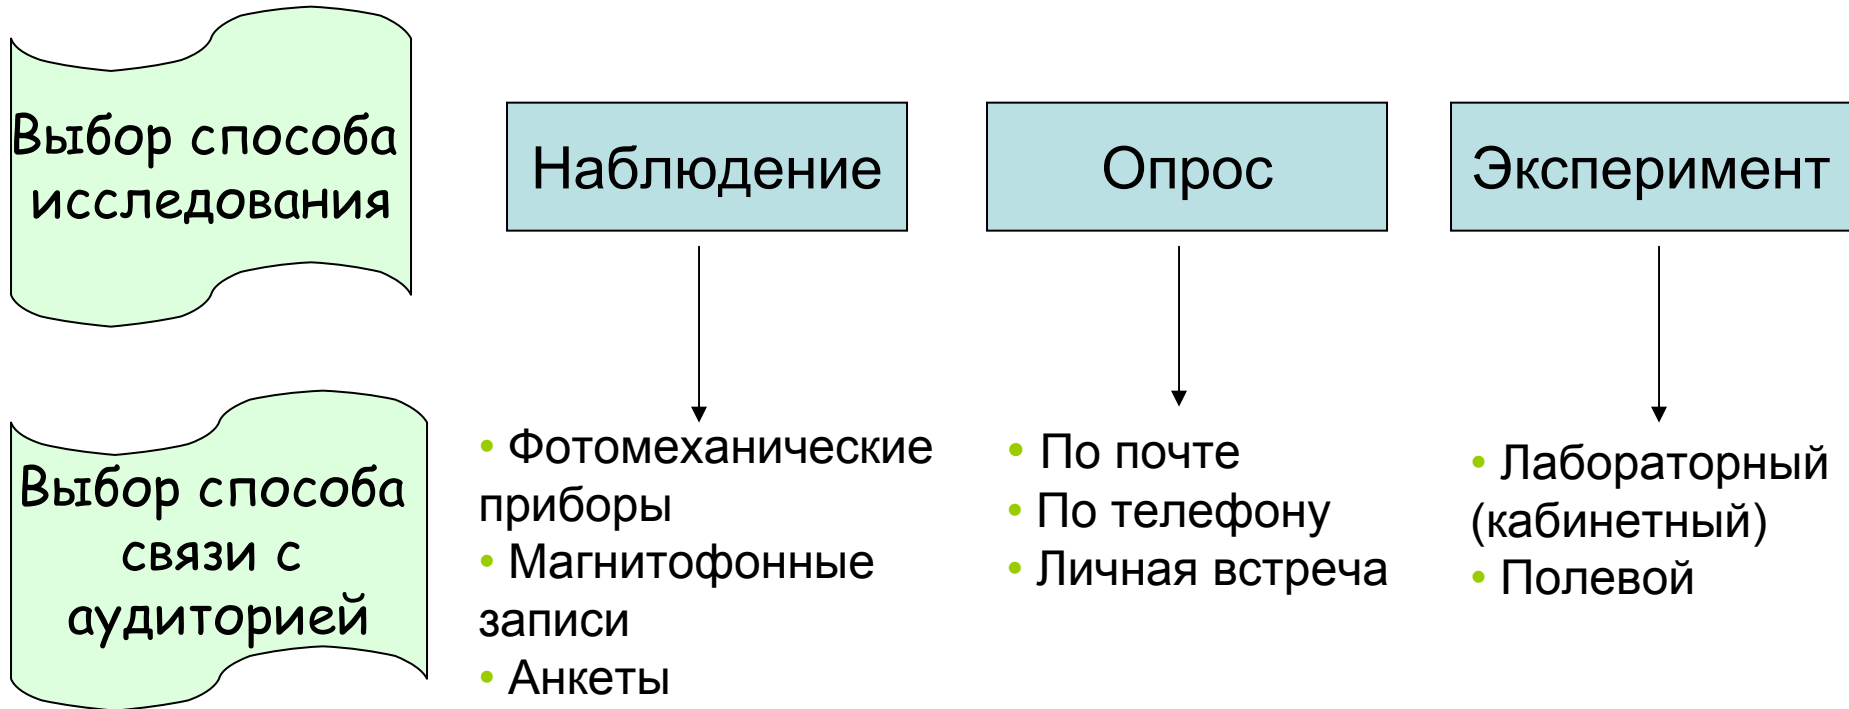 Выбор способа
исследования
Наблюдение
Опрос
Эксперимент
Выбор способа
связи с
аудиторией
• Фотомеханические
приборы
• Магнитофонные
записи
• Анкеты
• По почте
• По телефону
• Личная встреча
• Лабораторный
(кабинетный)
• Полевой